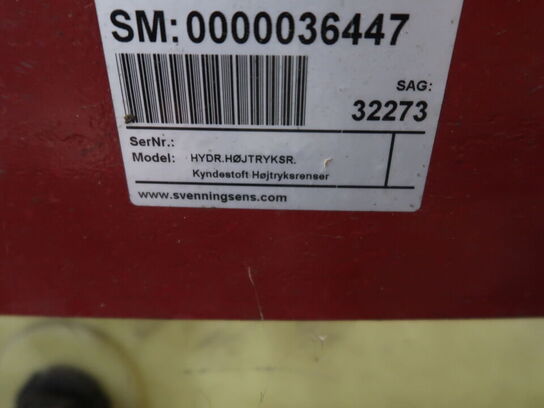 SM: 0000036447
SAG:
32273
SerNr.:
Model: HYDR.HØJTRYKSR.
Kyndestoft Højtryksrenser
www.svenningsens.com